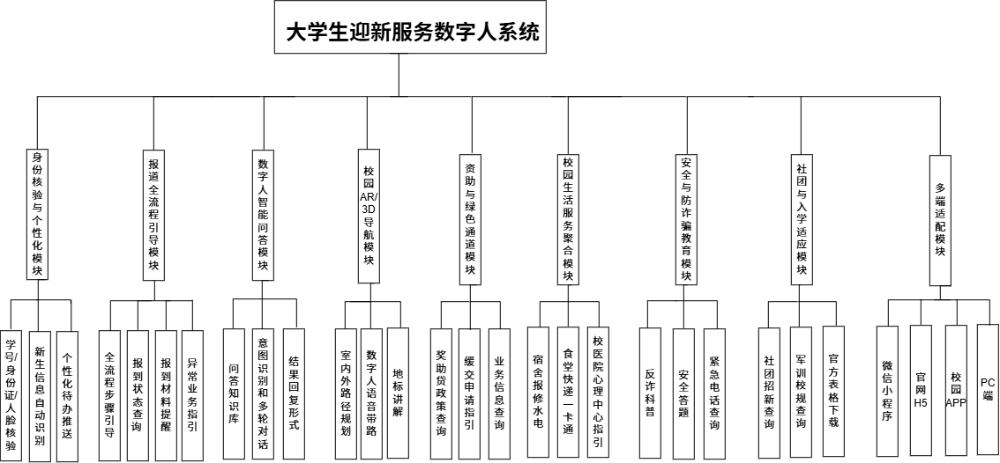 大学生迎新服务数字人系统
身份核验与个性化模块
报道全流程引导模块
数字人智能问答模块
校园AR/3D导航模块
资助与绿色通道模块
校园生活服务聚合模块
安全与防诈骗教育模块
社团与入学适应模块
多端适配模块
学号/身份证/人脸核验
新生信息自动识别
个性化待办推送
全流程步骤引导
报到状态查询
报到材料提醒
异常业务指引
问答知识库
意图识别和多轮对话
结果回复形式
室内外路径规划
数字人语音带路
地标讲解
奖助贷政策查询
缓交申请指引
业务信息查询
宿舍报修水电
食堂快递一卡通
校医院心理中心指引
反诈科普
安全答题
紧急电话查询
社团招新查询
军训校规查询
官方表格下载
微信小程序
官网H5
校园APP
PC端